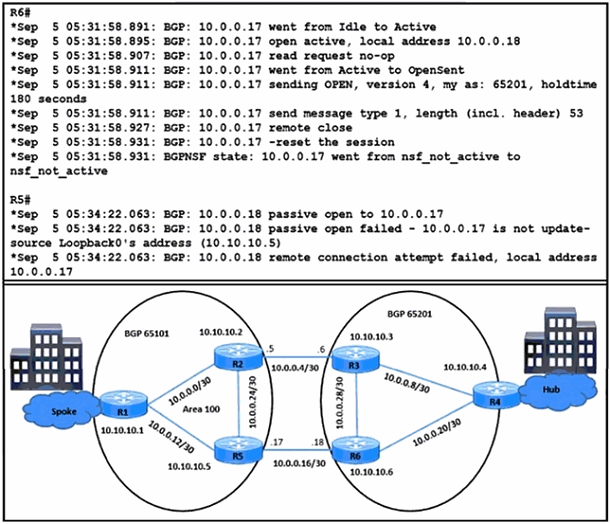 R6#
*Sep 5 05:31:58.891: BGP: 10.0.0.17 went from Idle to Active
*Sep 5 05:31:58.895: BGP: 10.0.0.17 open active, local address 10.0.0.18
*Sep 5 05:31:58.907: BGP: 10.0.0.17 read request no-op
*Sep 5 05:31:58.911: BGP: 10.0.0.17 went from Active to OpenSent
*Sep 5 05:31:58.911: BGP: 10.0.0.17 sending OPEN, version 4, my as: 65201, holdtime
180 seconds
*Sep 5 05:31:58.911: BGP: 10.0.0.17 send message type 1, length (incl. header) 53
*Sep 5 05:31:58.927: BGP: 10.0.0.17 remote close
*Sep 5 05:31:58.931: BGP: 10.0.0.17 -reset the session
*Sep 5 05:31:58.931: BGPNSF state: 10.0.0.17 went from nsf_not_active to
nsf_not_active
R5#
*Sep 5 05:34:22.063: BGP: 10.0.0.18 passive open to 10.0.0.17
*Sep 5 05:34:22.063: BGP: 10.0.0.18 passive open failed - 10.0.0.17 is not update-
source Loopback0's address (10.10.10.5)
*Sep 5 05:34:22.063: BGP: 10.0.0.18 remote connection attempt failed, local address
10.0.0.17
BGP 65101
BGP 65201
10.10.10.2
10.10.10.3
R2
.5
.6
R3
10.0.0.4/30
10.10.10.4
10.0.0.0/30
10.0.0.8/30
Hub
Spoke
R1
Area 100
10.0.0.24/30
10.0.0.28/30
R4
10.10.10.1
10.0.0.12/30
10.0.0.20/30
.17
.18
10.10.10.5
R5
10.0.0.16/30
R6
10.10.10.6